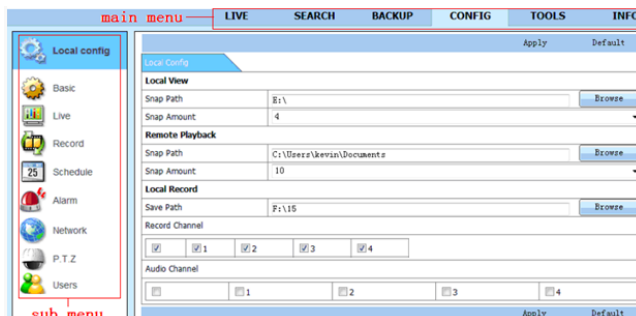 main menu LIVE SEARCH BACKUP CONFIG TOOLS INFO
Apply Default
Local config
Local Config
Local View
Basic
Snap Path E:\ Browse
Live
Snap Amount 4
Remote Playback
Record
Snap Path C:\Users\kevin\Documents Browse
25 Schedule
Snap Amount 10
Local Record
Alarm
Save Path F:\15 Browse
Network
Record Channel
1 2 3 4
P.T.Z
Audio Channel
Users
1 2 3 4
sub menu
Apply Default